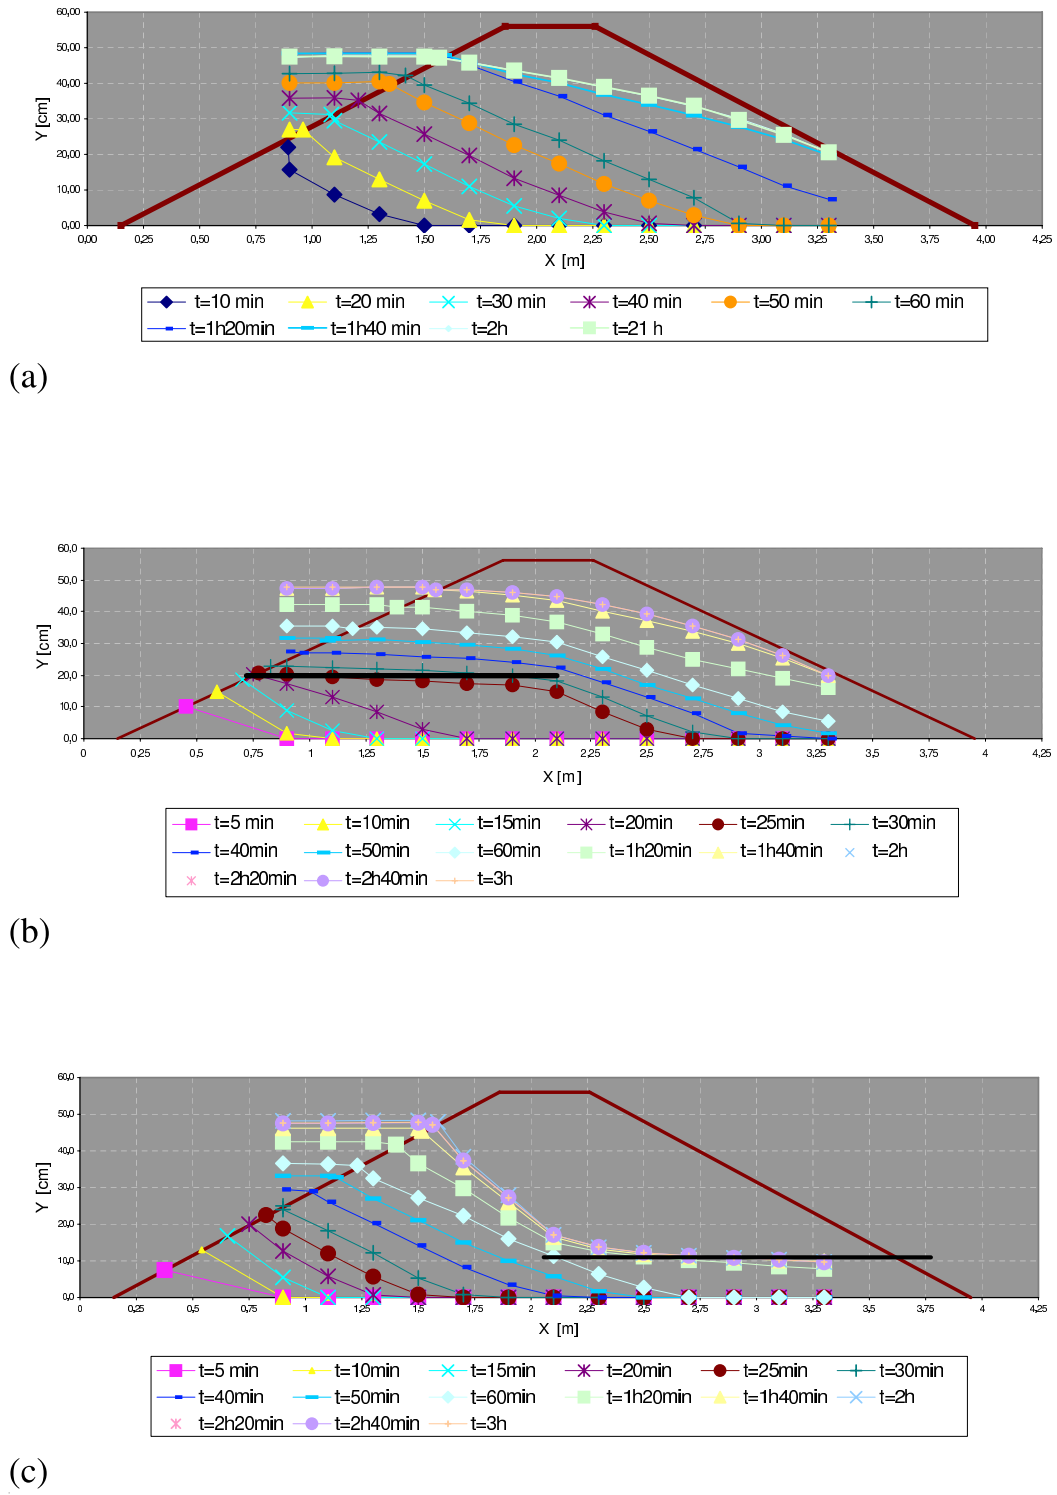 60,00
50,00
40,00
30,00
20,00
10,00
0,00
Y [cm]
0,00 0,25 0,50 0,75 1,00 1,25 1,50 1,75 2,00 2,25 2,50 2,75 3,00 3,25 3,50 3,75 4,00 4,25
X [m]
t=10 min t=20 min t=30 min t=40 min t=50 min t=60 min
t=1h20min t=1h40 min t=2h t=21 h
(a)
60,0
50,0
40,0
30,0
20,0
10,0
0,0
Y [cm]
0 0,25 0,5 0,75 1 1,25 1,5 1,75 2 2,25 2,5 2,75 3 3,25 3,5 3,75 4 4,25
X [m]
t=5 min t=10min t=15min t=20min t=25min t=30min
t=40min t=50min t=60min t=1h20min t=1h40min t=2h
t=2h20min t=2h40min t=3h
(b)
60,0
50,0
40,0
30,0
20,0
10,0
0,0
Y [cm]
0 0,25 0,5 0,75 1 1,25 1,5 1,75 2 2,25 2,5 2,75 3 3,25 3,5 3,75 4 4,25
X [m]
t=5 min t=10min t=15min t=20min t=25min t=30min
t=40min t=50min t=60min t=1h20min t=1h40min t=2h
t=2h20min t=2h40min t=3h
(c)